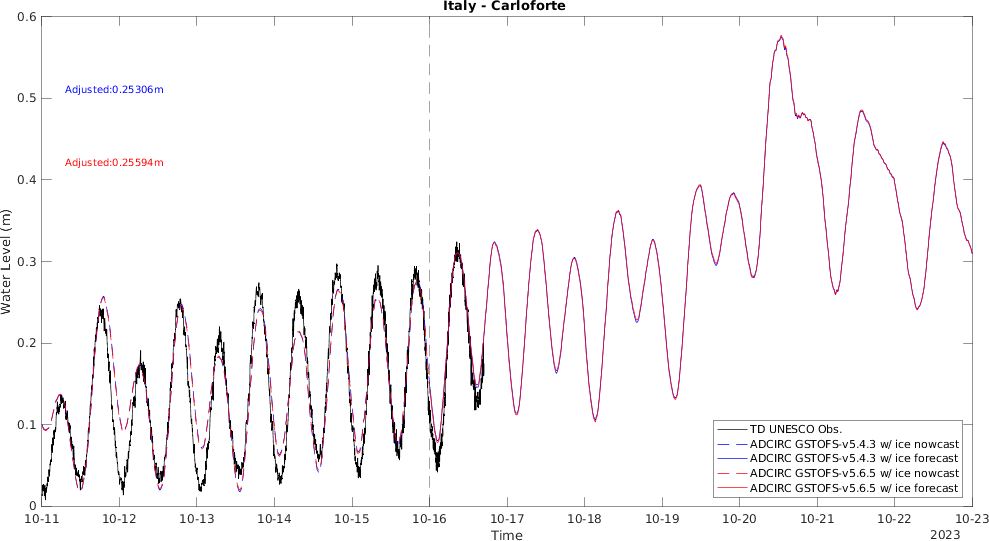 Italy - Carloforte
0.6
0.5
0.4
0.3
0.2
0.1
0
Water Level (m)
Adjusted:0.25306m
Adjusted:0.25594m
TD UNESCO Obs.
ADCIRC GSTOFS-v5.4.3 w/ ice nowcast
ADCIRC GSTOFS-v5.4.3 w/ ice forecast
ADCIRC GSTOFS-v5.6.5 w/ ice nowcast
ADCIRC GSTOFS-v5.6.5 w/ ice forecast
10-11 10-12 10-13 10-14 10-15 10-16 10-17 10-18 10-19 10-20 10-21 10-22 10-23
Time
2023